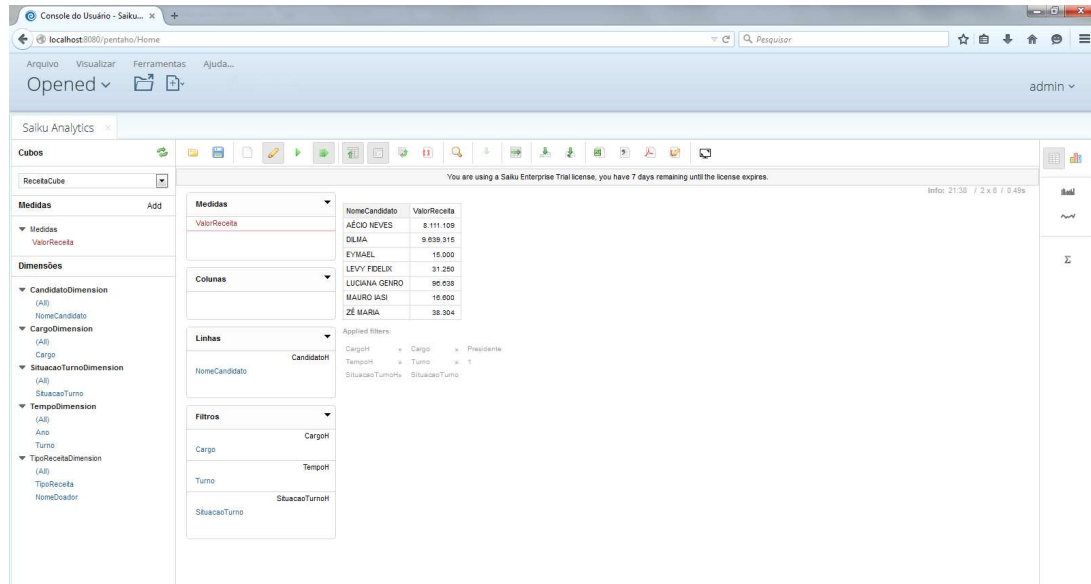 Console do Usuário - Saiku...
localhost:8080/pentaho/Home
Pesquisar
Arquivo Visualizar Ferramentas Ajuda...
Opened
admin
Saiku Analytics
Cubos
ReceitaCube
You are using a Saiku Enterprise Trial license, you have 7 days remaining until the license expires.
Info: 21:38 / 2 x 8 / 0.49s
Medidas Add
Medidas
ValorReceita
Dimensões
CandidatoDimension
(All)
NomeCandidato
CargoDimension
(All)
Cargo
SituacaoTurnoDimension
(All)
SituacaoTurno
TempoDimension
(All)
Ano
Turno
TipoReceitaDimension
(All)
TipoReceita
NomeDoador
Medidas
ValorReceita
Colunas
Linhas
CandidatoH
NomeCandidato
Filtros
CargoH
Cargo
TempoH
Turno
SituacaoTurnoH
SituacaoTurno
NomeCandidato ValorReceita
AÉCIO NEVES 8.111.109
DILMA 9.639.315
EYMAEL 15.000
LEVY FIDELIX 31.250
LUCIANA GENRO 96.638
MAURO IASI 16.600
ZÉ MARIA 38.304
Applied filters:
CargoH » Cargo » Presidente
TempoH » Turno » 1
SituacaoTurnoH» SituacaoTurno
Σ